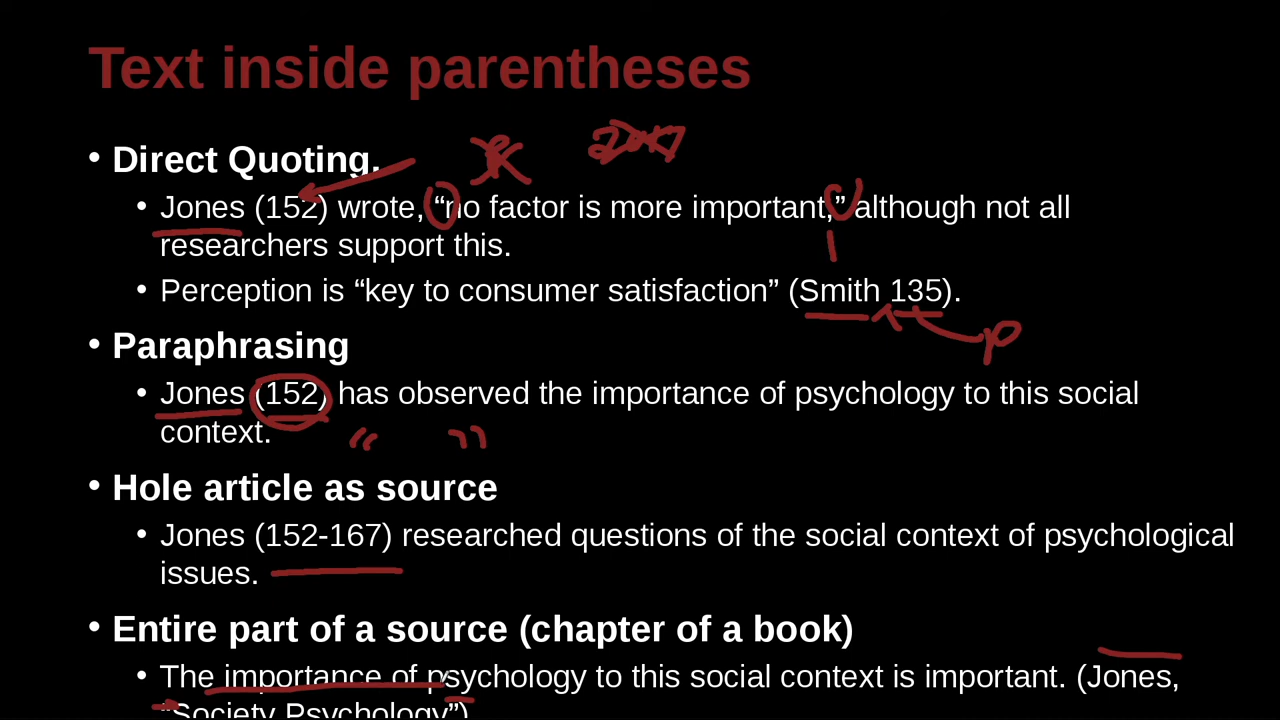 Text inside parentheses
• Direct Quoting.
2017
• Jones (152) wrote, “no factor is more important,” although not all
researchers support this.
• Perception is “key to consumer satisfaction” (Smith 135).
p
• Paraphrasing
• Jones (152) has observed the importance of psychology to this social
context.
“ ”
• Hole article as source
• Jones (152-167) researched questions of the social context of psychological
issues.
• Entire part of a source (chapter of a book)
• The importance of psychology to this social context is important. (Jones,
“Society Psychology”)